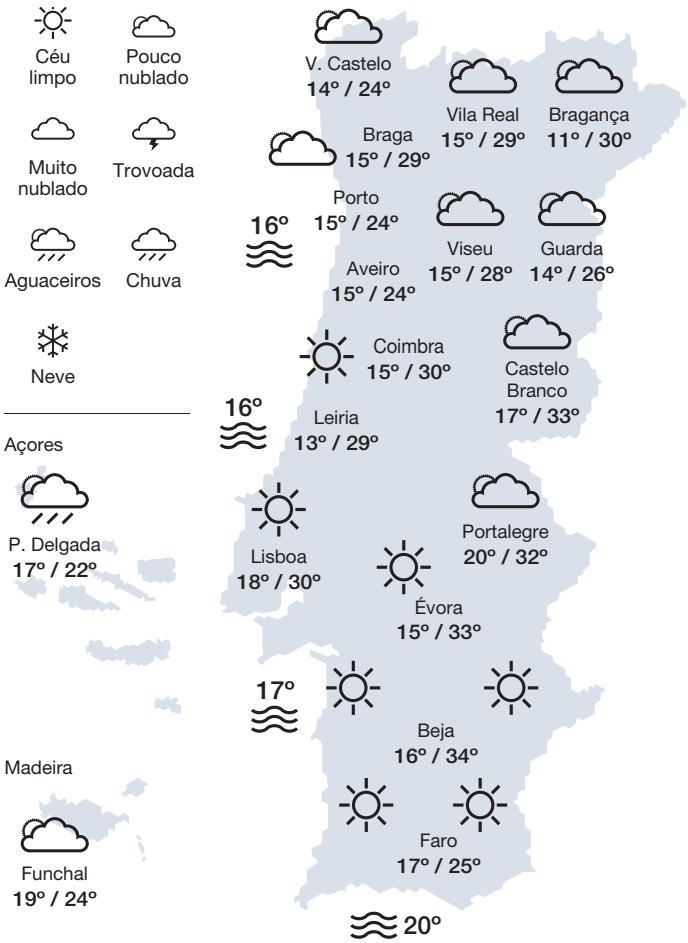 Céu
limpo
Pouco
nublado
Muito
nublado
Trovoada
Aguaceiros
Chuva
Neve
Açores
P. Delgada
17º / 22º
Madeira
Funchal
19º / 24º
V. Castelo
14º / 24º
Vila Real
15º / 29º
Bragança
11º / 30º
Braga
15º / 29º
Porto
15º / 24º
16º
Viseu
15º / 28º
Guarda
14º / 26º
Aveiro
15º / 24º
Coimbra
15º / 30º
Castelo
Branco
17º / 33º
16º
Leiria
13º / 29º
Portalegre
20º / 32º
Lisboa
18º / 30º
Évora
15º / 33º
17º
Beja
16º / 34º
Faro
17º / 25º
20º